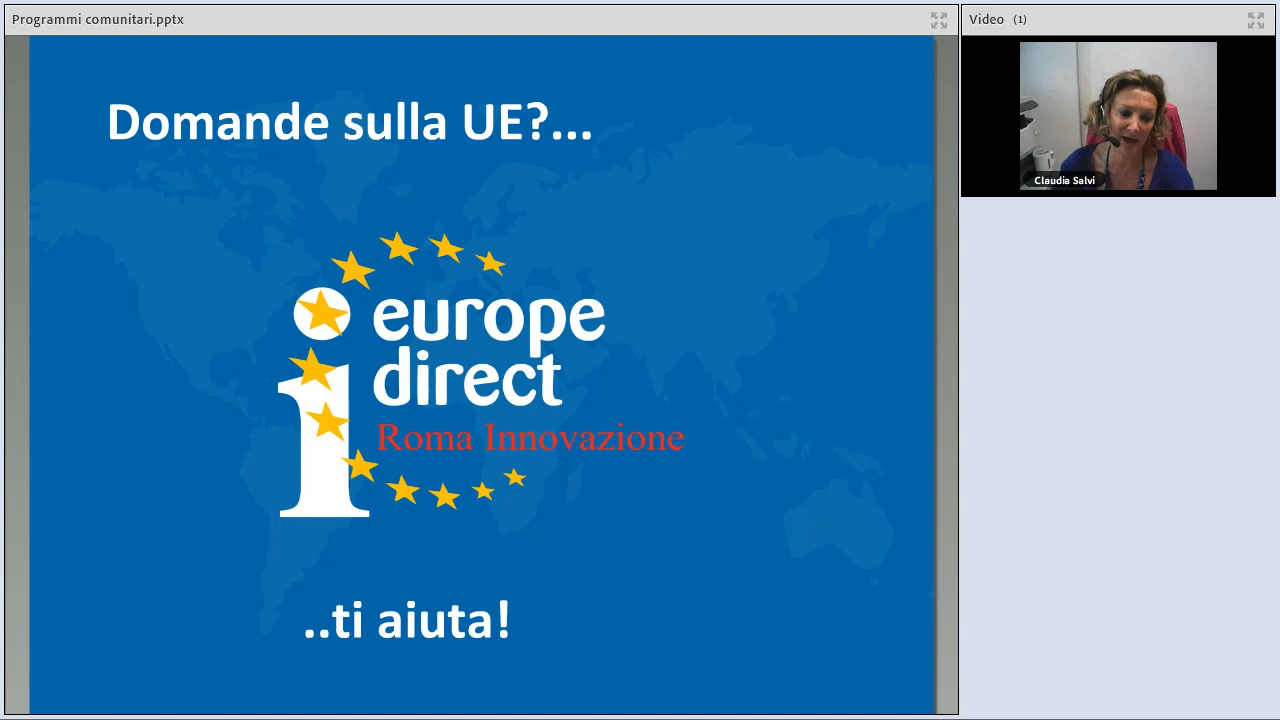 Programmi comunitari.pptx
Video (1)
Domande sulla UE?...
europe
direct
Roma Innovazione
..ti aiuta!
Claudia Salvi